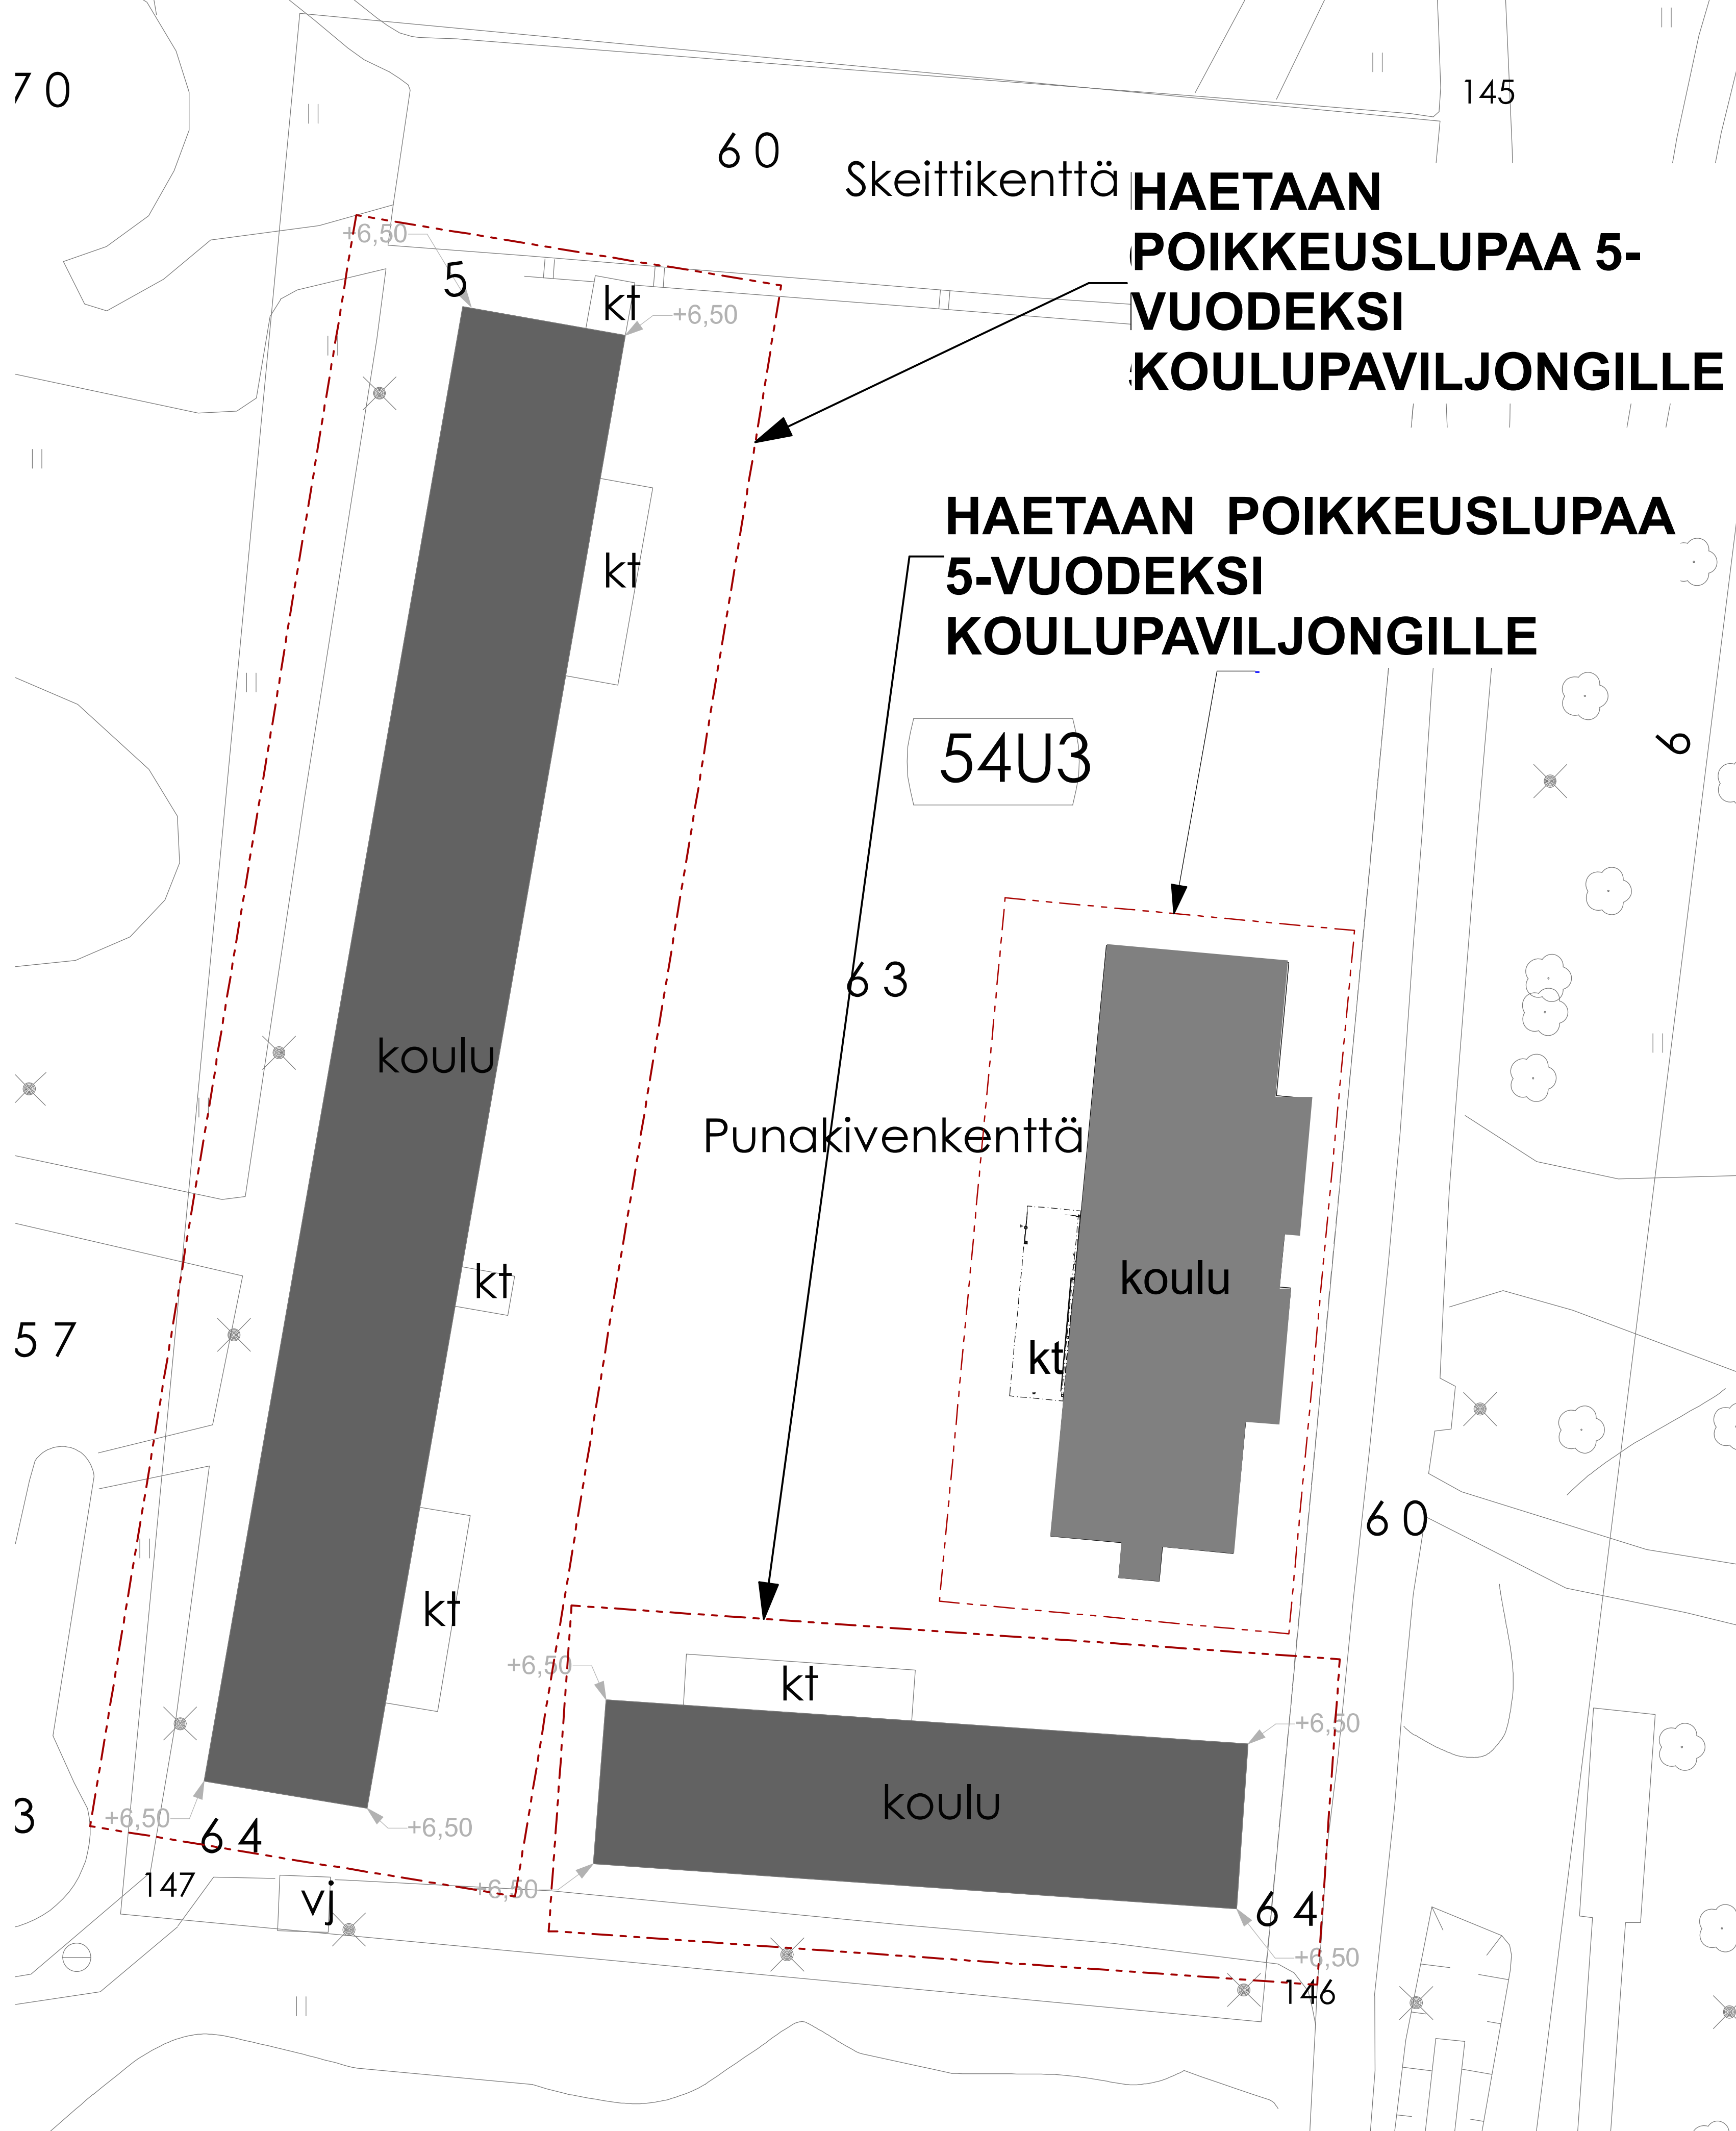 145
7 0
6 0
Skeittikenttä
HAETAAN
POIKKEUSLUPAA 5-
VUODEKSI
KOULUPAVILJONGILLE
+6,50
5
kt
+6,50
HAETAAN POIKKEUSLUPAA
5-VUODEKSI
KOULUPAVILJONGILLE
kt
54U3
6
6 3
koulu
Punakivenkenttä
koulu
kt
kt
5 7
6 0
kt
+6,50
kt
+6,50
koulu
3
+6,50
6 4
+6,50
147
vj
+6,50
6 4
+6,50
146